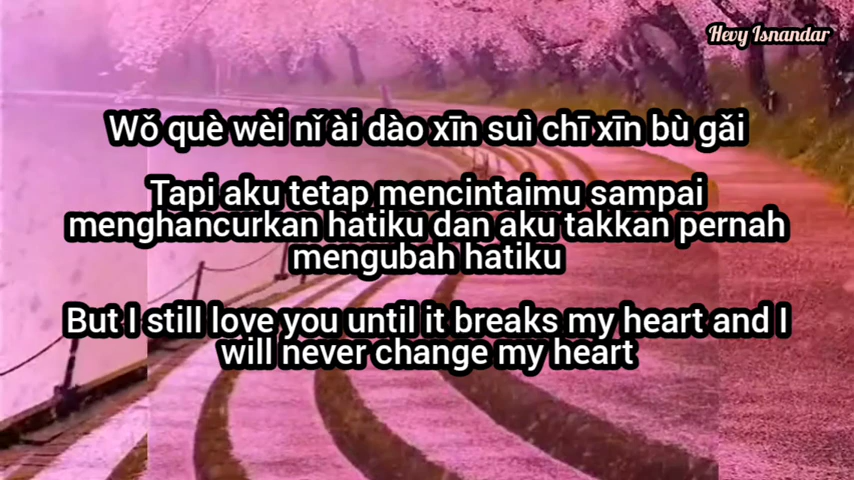 Hevy Isnandar
Wǒ què wèi nǐ ài dào xīn suì chī xīn bù gǎi
Tapi aku tetap mencintaimu sampai
menghancurkan hatiku dan aku takkan pernah
mengubah hatiku
But I still love you until it breaks my heart and I
will never change my heart